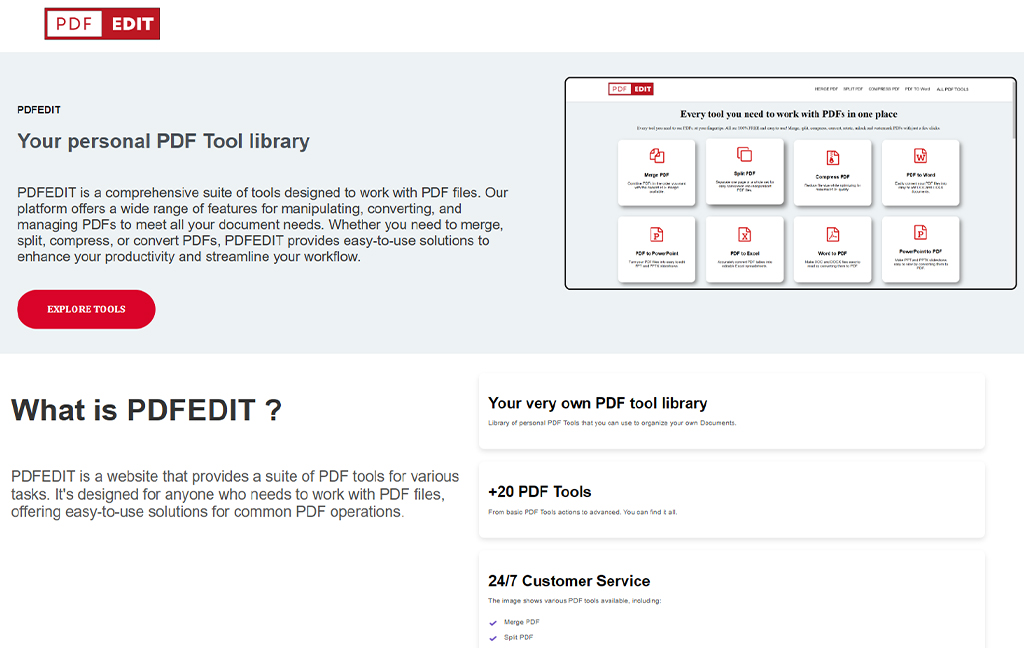 PDF EDIT
PDFEDIT
Your personal PDF Tool library
PDFEDIT is a comprehensive suite of tools designed to work with PDF files. Our
platform offers a wide range of features for manipulating, converting, and
managing PDFs to meet all your document needs. Whether you need to merge,
split, compress, or convert PDFs, PDFEDIT provides easy-to-use solutions to
enhance your productivity and streamline your workflow.
EXPLORE TOOLS
PDF EDIT
MERGE PDF SPLIT PDF COMPRESS PDF PDF TO Word ALL PDF TOOLS
Every tool you need to work with PDFs in one place
Merge PDF
Split PDF
Compress PDF
PDF to Word
PDF to PowerPoint
PDF to Excel
Word to PDF
PowerPoint to PDF
What is PDFEDIT ?
PDFEDIT is a website that provides a suite of PDF tools for various
tasks. It's designed for anyone who needs to work with PDF files,
offering easy-to-use solutions for common PDF operations.
Your very own PDF tool library
Library of personal PDF Tools that you can use to organize your own Documents.
+20 PDF Tools
From basic PDF Tools actions to advanced. You can find it all.
24/7 Customer Service
The image shows various PDF tools available, including:
Merge PDF
Split PDF